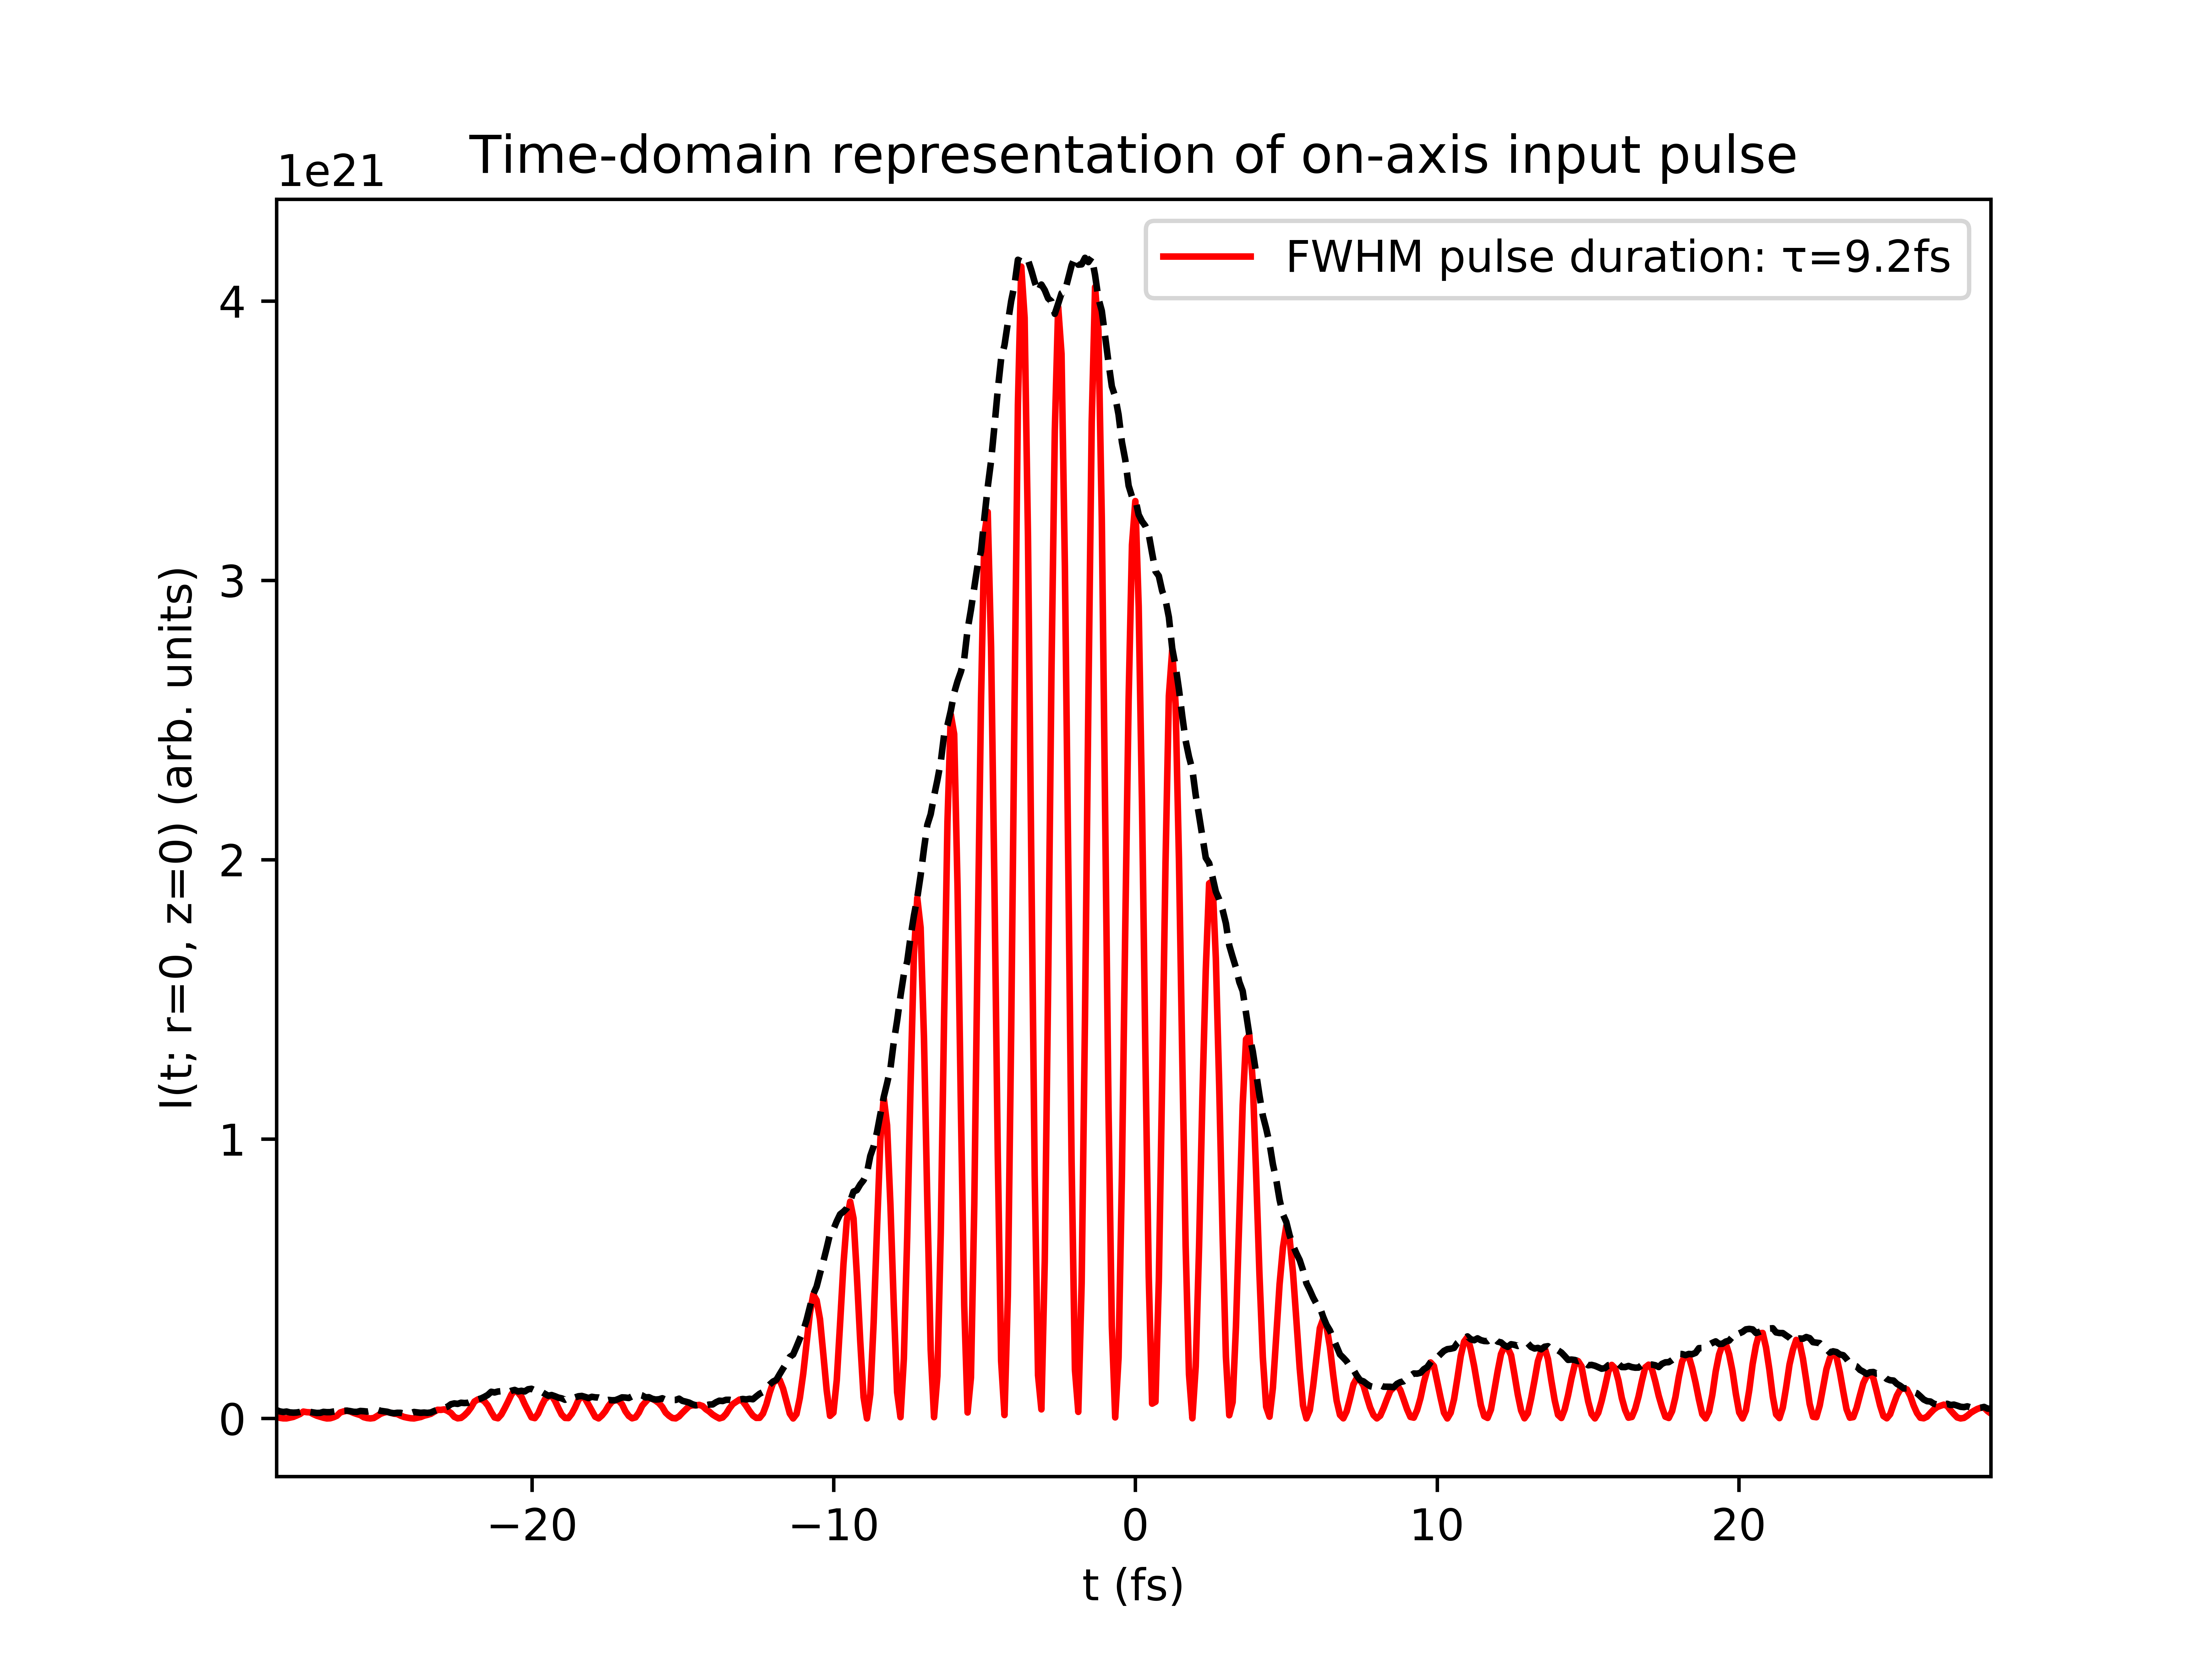 Time-domain representation of on-axis input pulse
1e21
FWHM pulse duration: τ=9.2fs
I(t; r=0, z=0) (arb. units)
4
3
2
1
0
−20 −10 0 10 20
t (fs)